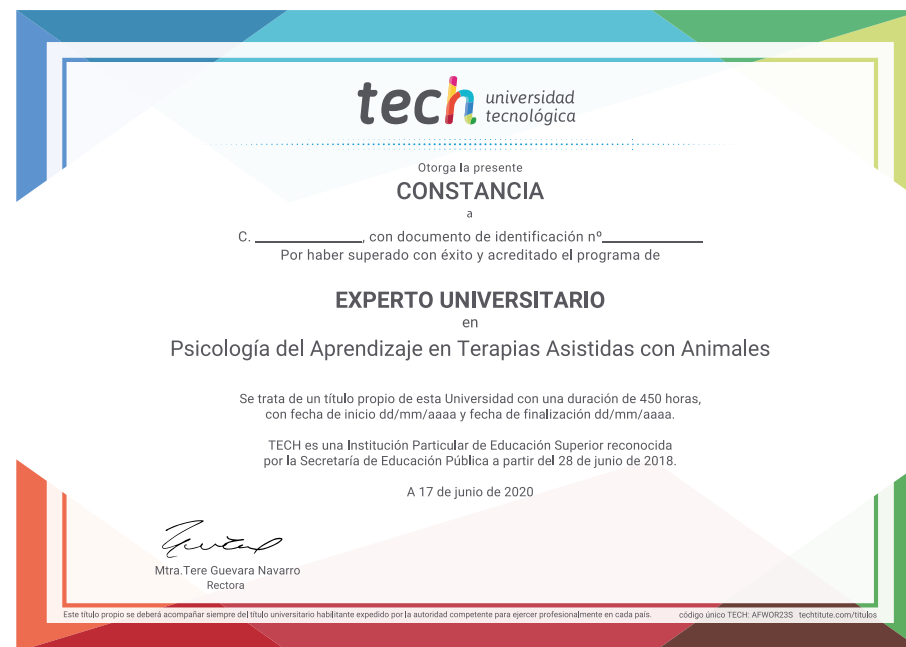 tech universidad
tecnológica
Otorga la presente
CONSTANCIA
a
C. ______________, con documento de identificación nº_____________
Por haber superado con éxito y acreditado el programa de
EXPERTO UNIVERSITARIO
en
Psicología del Aprendizaje en Terapias Asistidas con Animales
Se trata de un título propio de esta Universidad con una duración de 450 horas,
con fecha de inicio dd/mm/aaaa y fecha de finalización dd/mm/aaaa.
TECH es una Institución Particular de Educación Superior reconocida
por la Secretaría de Educación Pública a partir del 28 de junio de 2018.
A 17 de junio de 2020
Mtra.Tere Guevara Navarro
Rectora
Este título propio se deberá acompañar siempre del título universitario habilitante expedido por la autoridad competente para ejercer profesionalmente en cada país. código único TECH: AFWOR23S techtitute.com/títulos